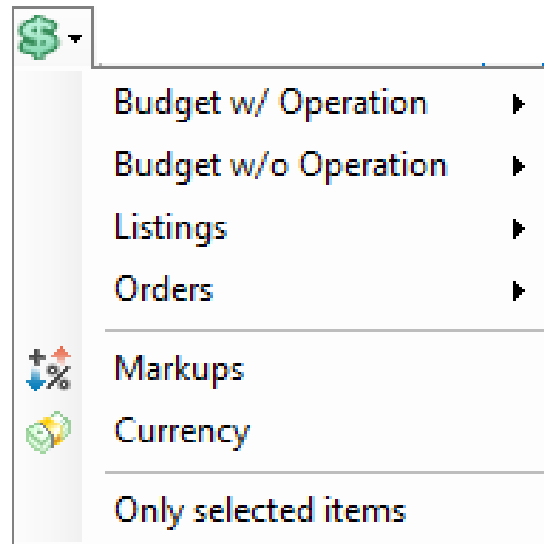 Budget w/ Operation
Budget w/o Operation
Listings
Orders
Markups
Currency
Only selected items